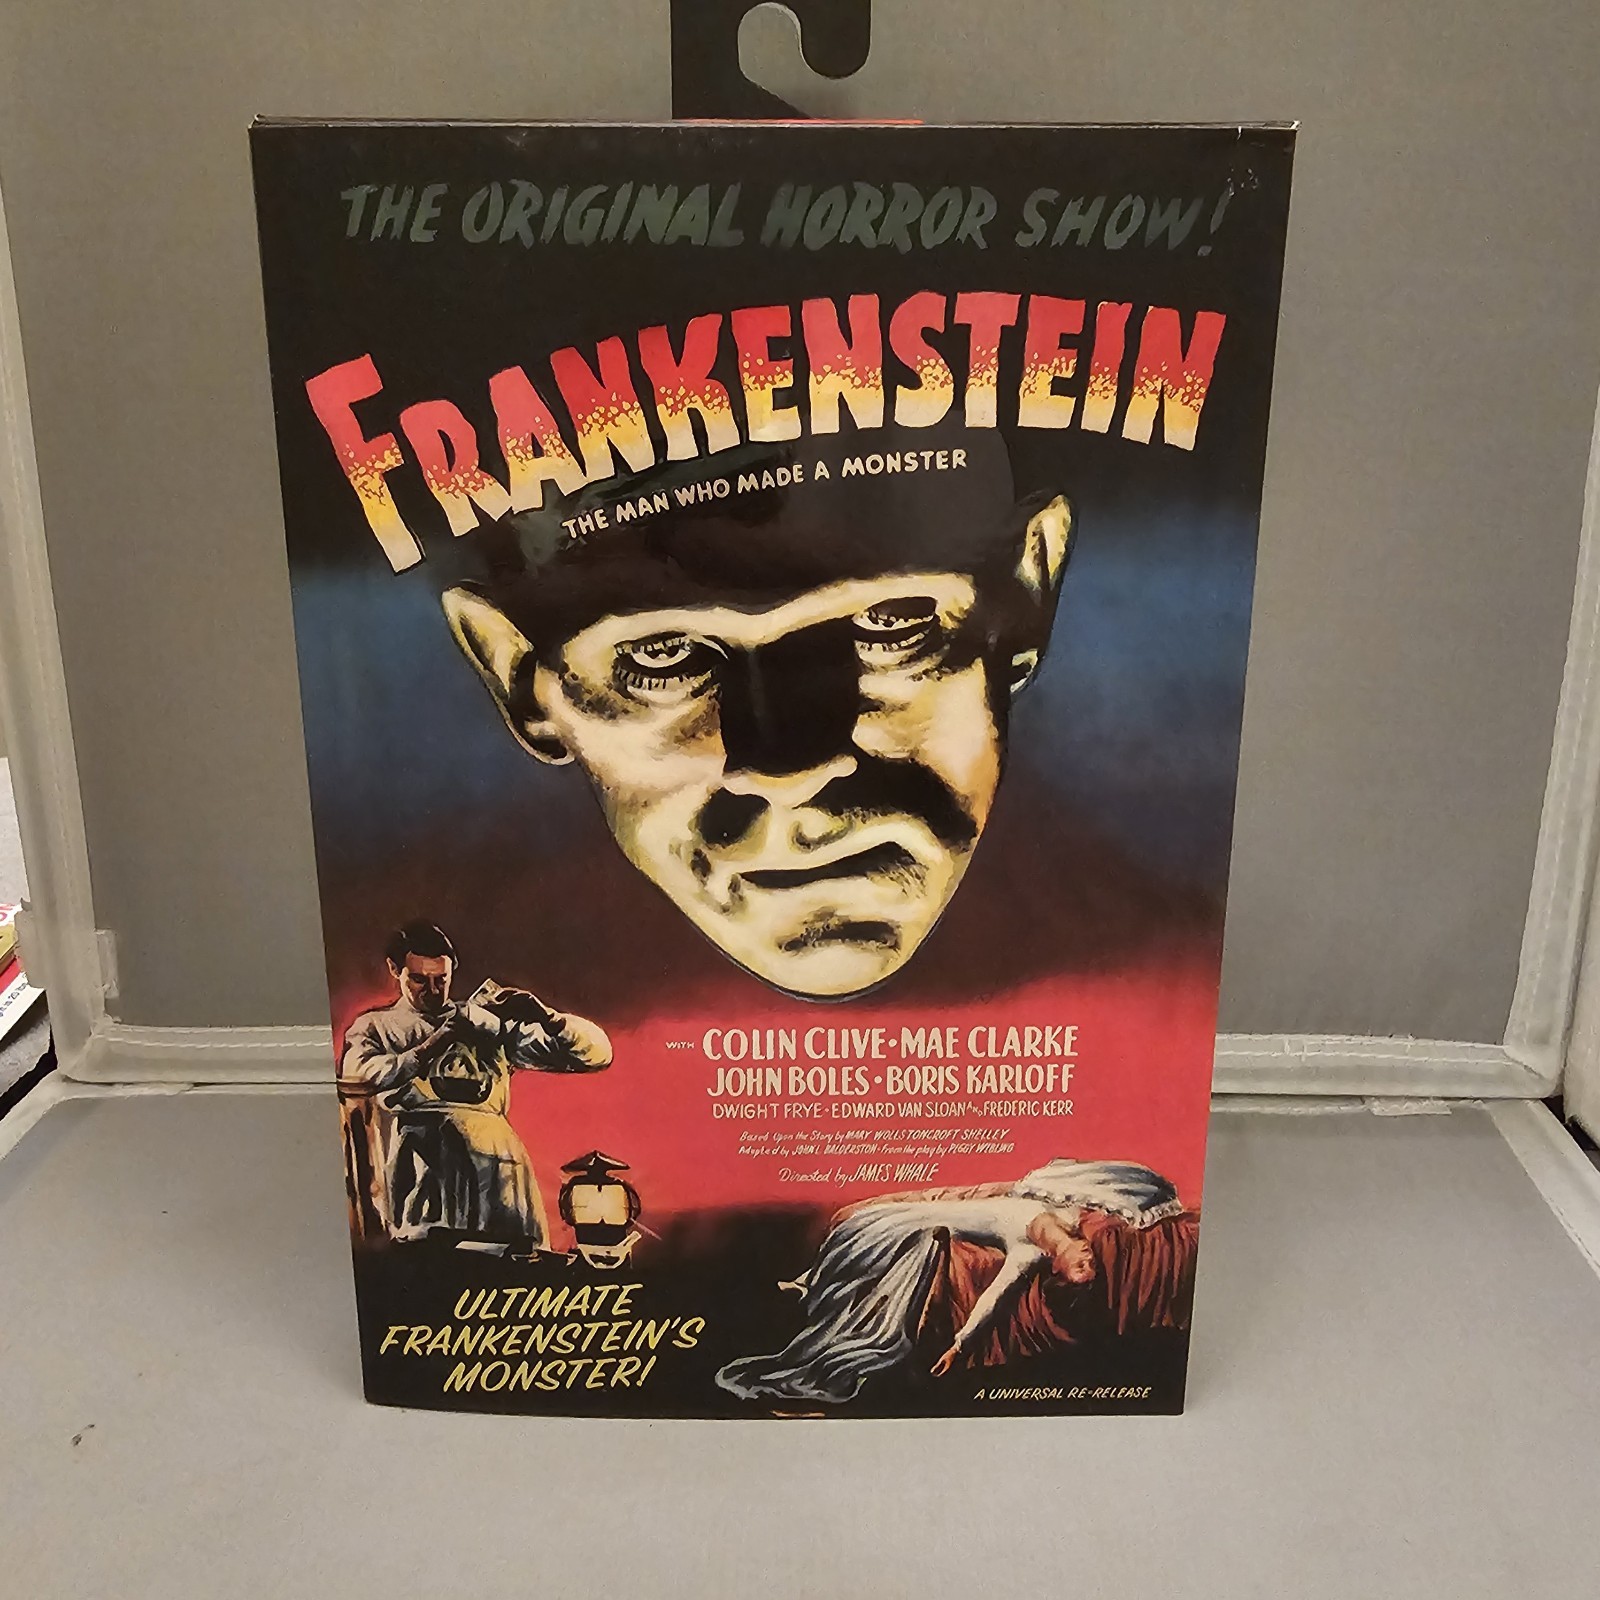 THE ORIGINAL HORROR SHOW!
FRANKENSTEIN
THE MAN WHO MADE A MONSTER
WITH COLIN CLIVE • MAE CLARKE
JOHN BOLES • BORIS KARLOFF
DWIGHT FRYE • EDWARD VAN SLOAN AND FREDERIC KERR
Based Upon the Story by MARY WOLLSTONCROFT SHELLEY
Adapted by JOHN L. BALDERSTON • From the play by PEGGY WEBLING
Directed by JAMES WHALE
ULTIMATE
FRANKENSTEIN'S
MONSTER!
A UNIVERSAL RE-RELEASE